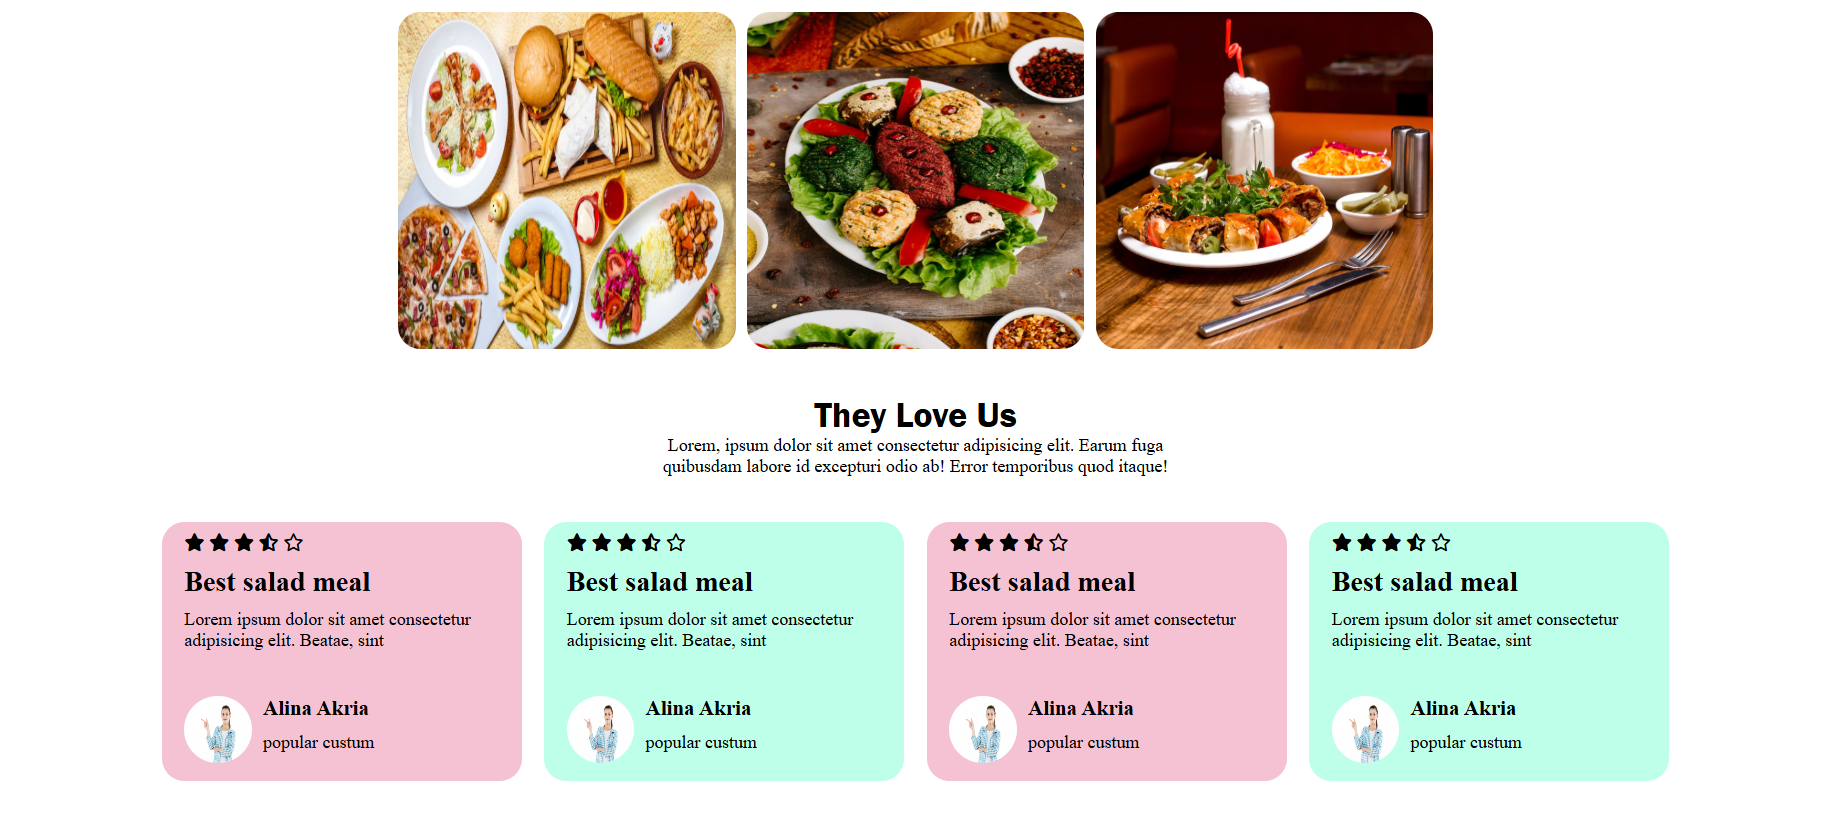 They Love Us
Lorem, ipsum dolor sit amet consectetur adipisicing elit. Earum fuga
quibusdam labore id excepturi odio ab! Error temporibus quod itaque!
Best salad meal
Lorem ipsum dolor sit amet consectetur
adipisicing elit. Beatae, sint
Alina Akria
popular custum
Best salad meal
Lorem ipsum dolor sit amet consectetur
adipisicing elit. Beatae, sint
Alina Akria
popular custum
Best salad meal
Lorem ipsum dolor sit amet consectetur
adipisicing elit. Beatae, sint
Alina Akria
popular custum
Best salad meal
Lorem ipsum dolor sit amet consectetur
adipisicing elit. Beatae, sint
Alina Akria
popular custum